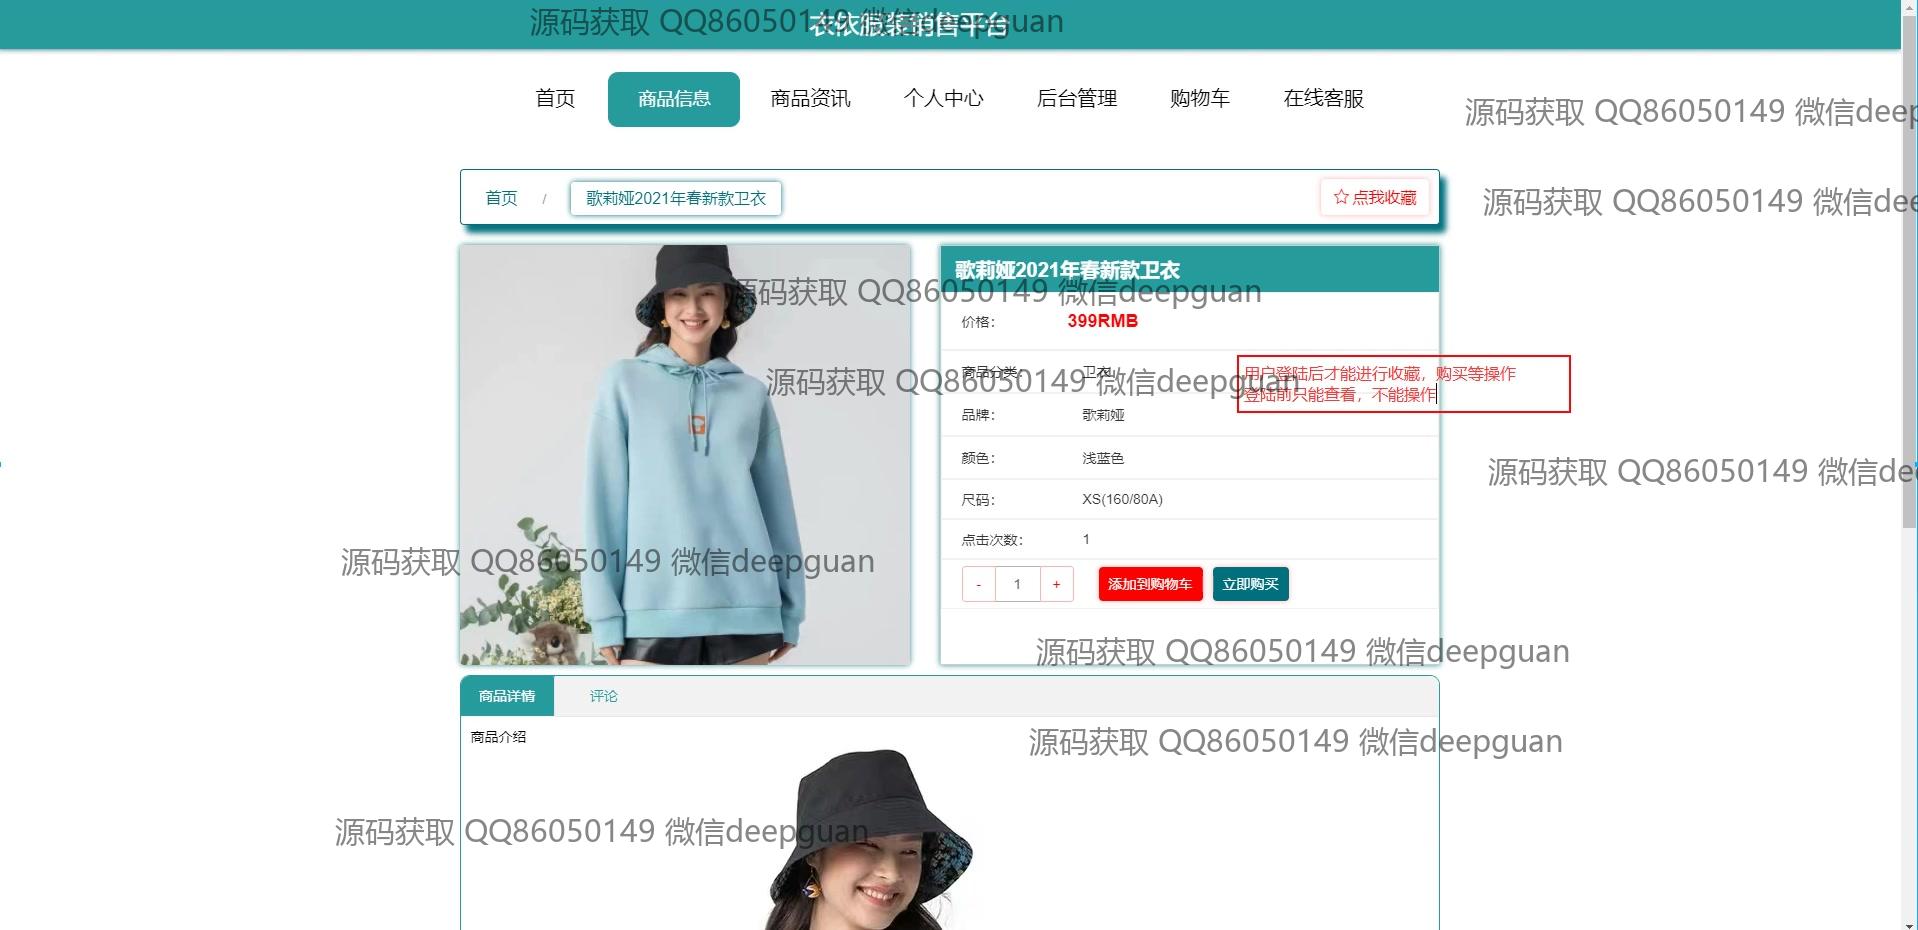 衣依服装销售平台
源码获取 QQ86050149 微信deepguan
首页
商品信息
商品资讯
个人中心
后台管理
购物车
在线客服
源码获取 QQ86050149 微信deep
源码获取 QQ86050149 微信dee
首页 / 歌莉娅2021年春新款卫衣
☆点我收藏
歌莉娅2021年春新款卫衣
源码获取 QQ86050149 微信deepguan
价格： 399RMB
商品分类： 卫衣
源码获取 QQ86050149 微信deepguan
用户登陆后才能进行收藏，购买等操作
登陆前只能查看，不能操作
品牌： 歌莉娅
颜色： 浅蓝色
源码获取 QQ86050149 微信dee
尺码： XS(160/80A)
点击次数： 1
源码获取 QQ86050149 微信deepguan
- 1 +
添加到购物车
立即购买
源码获取 QQ86050149 微信deepguan
商品详情
评论
商品介绍
源码获取 QQ86050149 微信deepguan
源码获取 QQ86050149 微信deepguan